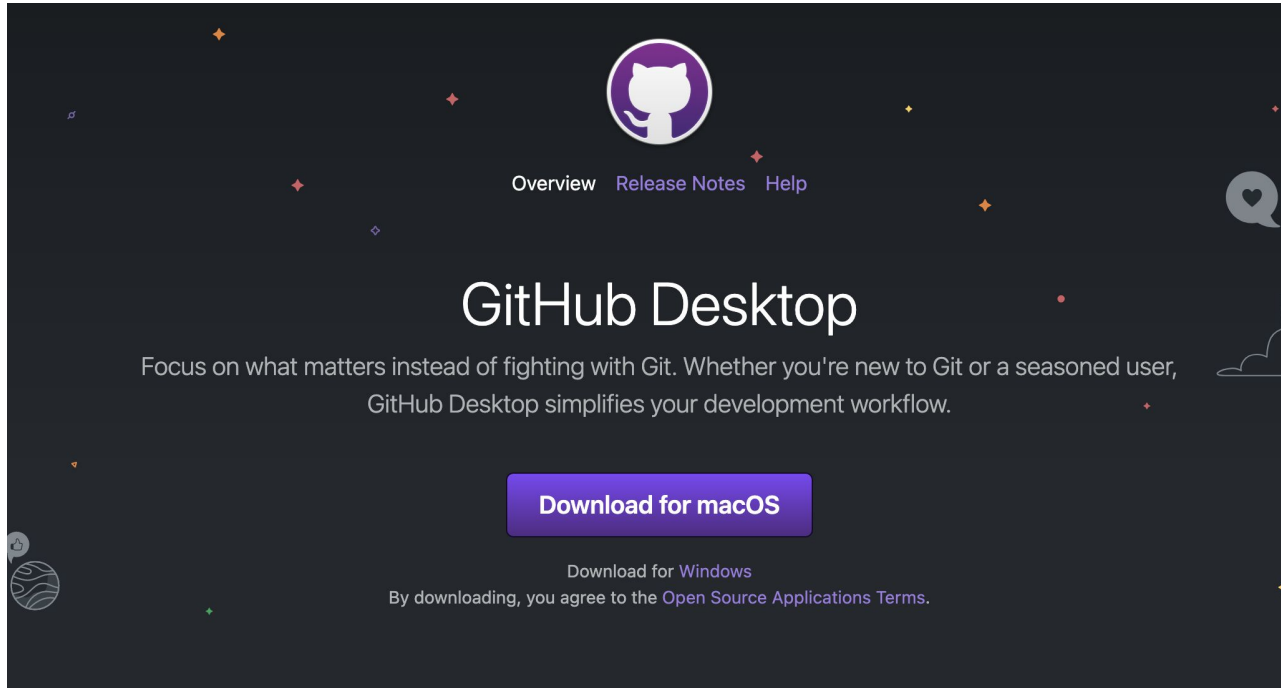 Overview Release Notes Help
GitHub Desktop
Focus on what matters instead of fighting with Git. Whether you're new to Git or a seasoned user,
GitHub Desktop simplifies your development workflow.
Download for macOS
Download for Windows
By downloading, you agree to the Open Source Applications Terms.